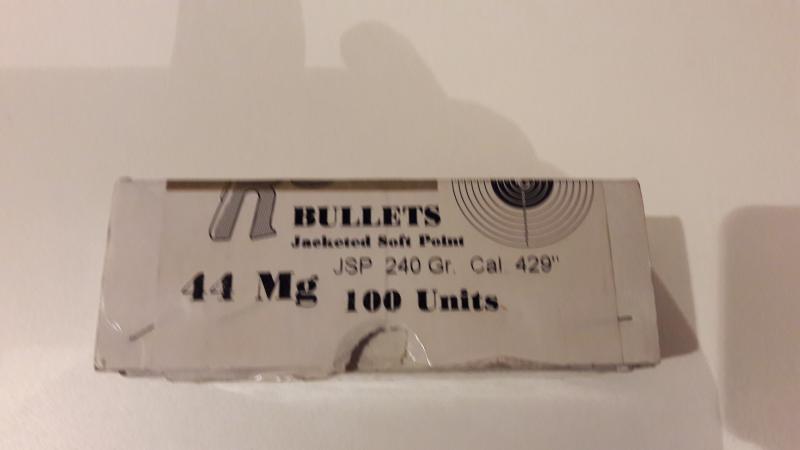 BULLETS
Jacketed Soft Point
JSP 240 Gr. Cal. 429"
44 Mg
100 Units